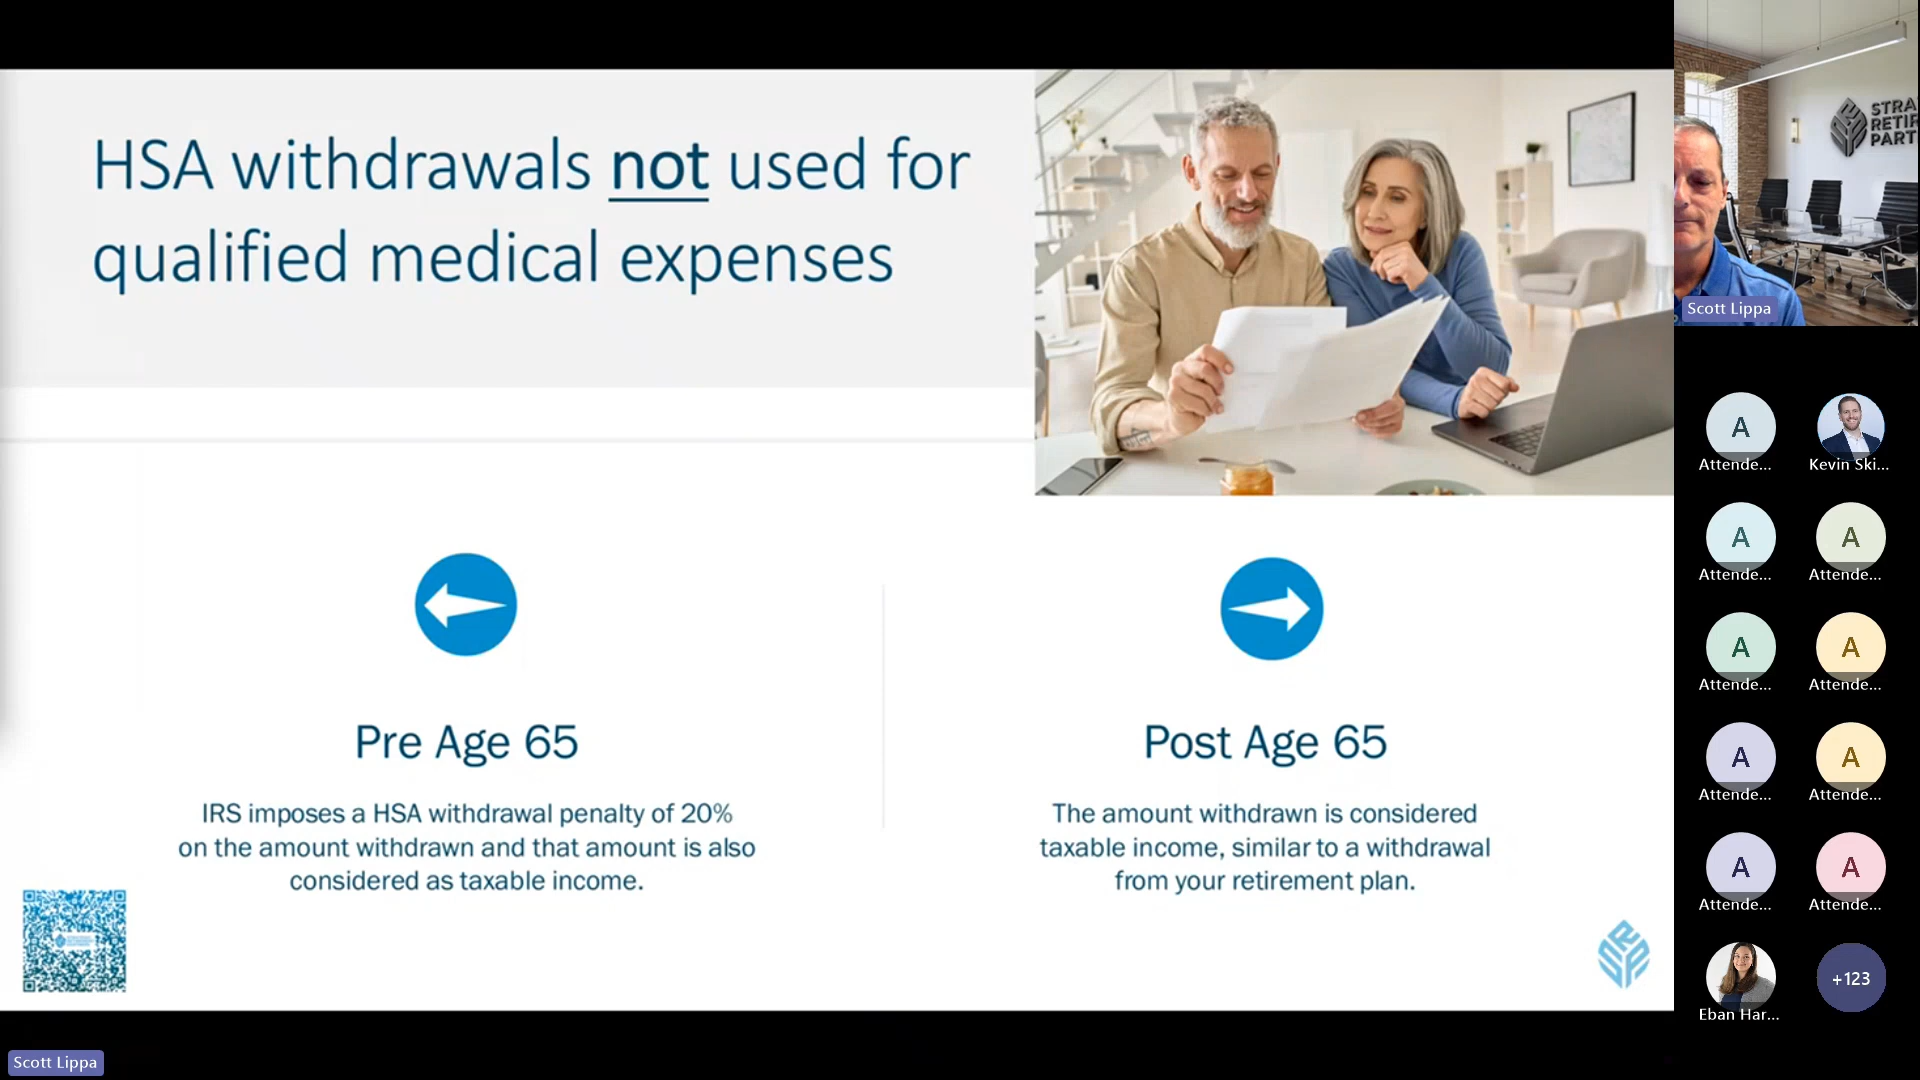 HSA withdrawals not used for
qualified medical expenses
Pre Age 65
IRS imposes a HSA withdrawal penalty of 20%
on the amount withdrawn and that amount is also
considered as taxable income.
Post Age 65
The amount withdrawn is considered
taxable income, similar to a withdrawal
from your retirement plan.
Scott Lippa
STRA
RETIR
PART
Scott Lippa
A
Attende...
Kevin Ski...
A
Attende...
A
Attende...
A
Attende...
A
Attende...
A
Attende...
A
Attende...
A
Attende...
A
Attende...
Eban Har...
+123